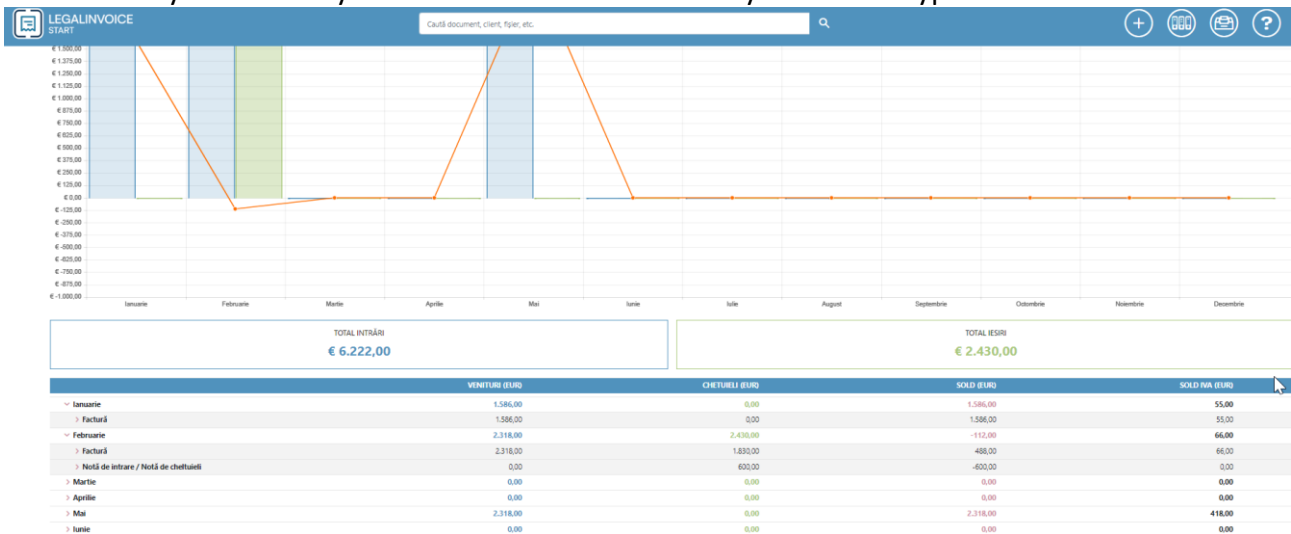 LEGALINVOICE
START
Caută document, client, fișier, etc.
€ 1.500,00
€ 1.375,00
€ 1.250,00
€ 1.125,00
€ 1.000,00
€ 875,00
€ 750,00
€ 625,00
€ 500,00
€ 375,00
€ 250,00
€ 125,00
€ 0,00
€ -125,00
€ -250,00
€ -375,00
€ -500,00
€ -625,00
€ -750,00
€ -875,00
€ -1.000,00
Ianuarie Februarie Martie Aprilie Mai Iunie Iulie August Septembrie Octombrie Noiembrie Decembrie
TOTAL INTRĂRI
€ 6.222,00
TOTAL IESIRI
€ 2.430,00
VENITURI (EUR) CHETUIELI (EUR) SOLD (EUR) SOLD IVA (EUR)
Ianuarie 1.586,00 0,00 1.586,00 55,00
Factură 1.586,00 0,00 1.586,00 55,00
Februarie 2.318,00 2.430,00 -112,00 66,00
Factură 2.318,00 1.830,00 488,00 66,00
Notă de intrare / Notă de cheltuieli 0,00 600,00 -600,00 0,00
Martie 0,00 0,00 0,00 0,00
Aprilie 0,00 0,00 0,00 0,00
Mai 2.318,00 0,00 2.318,00 418,00
Iunie 0,00 0,00 0,00 0,00